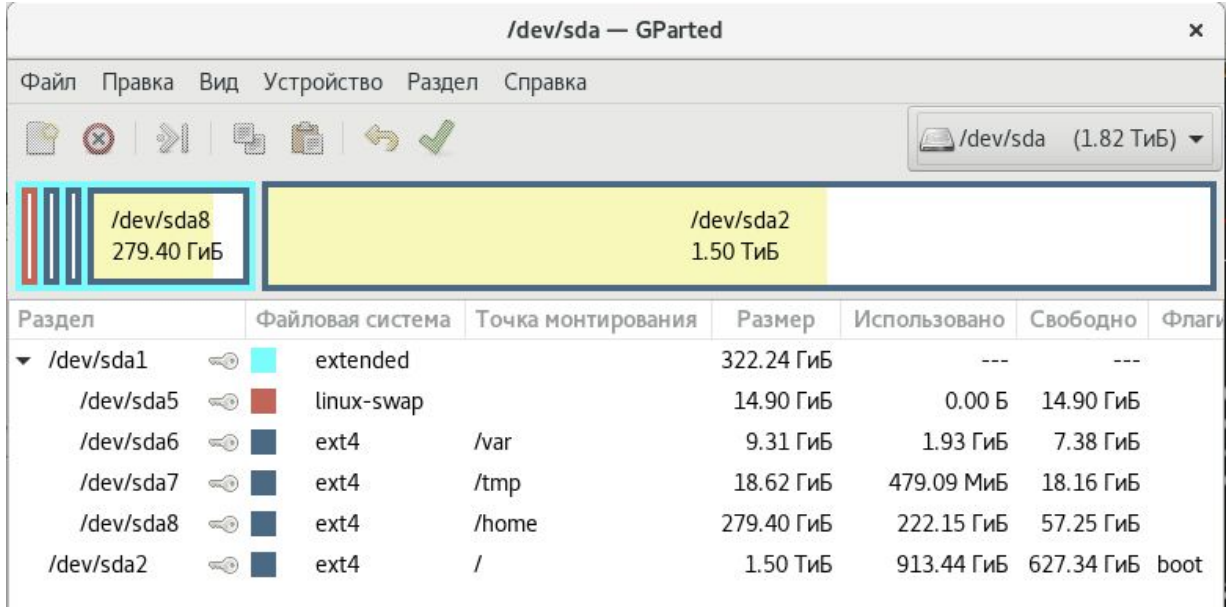 /dev/sda — GParted ×
Файл Правка Вид Устройство Раздел Справка
/dev/sda (1.82 ТиБ)
/dev/sda8
279.40 ГиБ
/dev/sda2
1.50 ТиБ
Раздел Файловая система Точка монтирования Размер Использовано Свободно Флаги
/dev/sda1 extended 322.24 ГиБ --- ---
/dev/sda5 linux-swap 14.90 ГиБ 0.00 Б 14.90 ГиБ
/dev/sda6 ext4 /var 9.31 ГиБ 1.93 ГиБ 7.38 ГиБ
/dev/sda7 ext4 /tmp 18.62 ГиБ 479.09 МиБ 18.16 ГиБ
/dev/sda8 ext4 /home 279.40 ГиБ 222.15 ГиБ 57.25 ГиБ
/dev/sda2 ext4 / 1.50 ТиБ 913.44 ГиБ 627.34 ГиБ boot